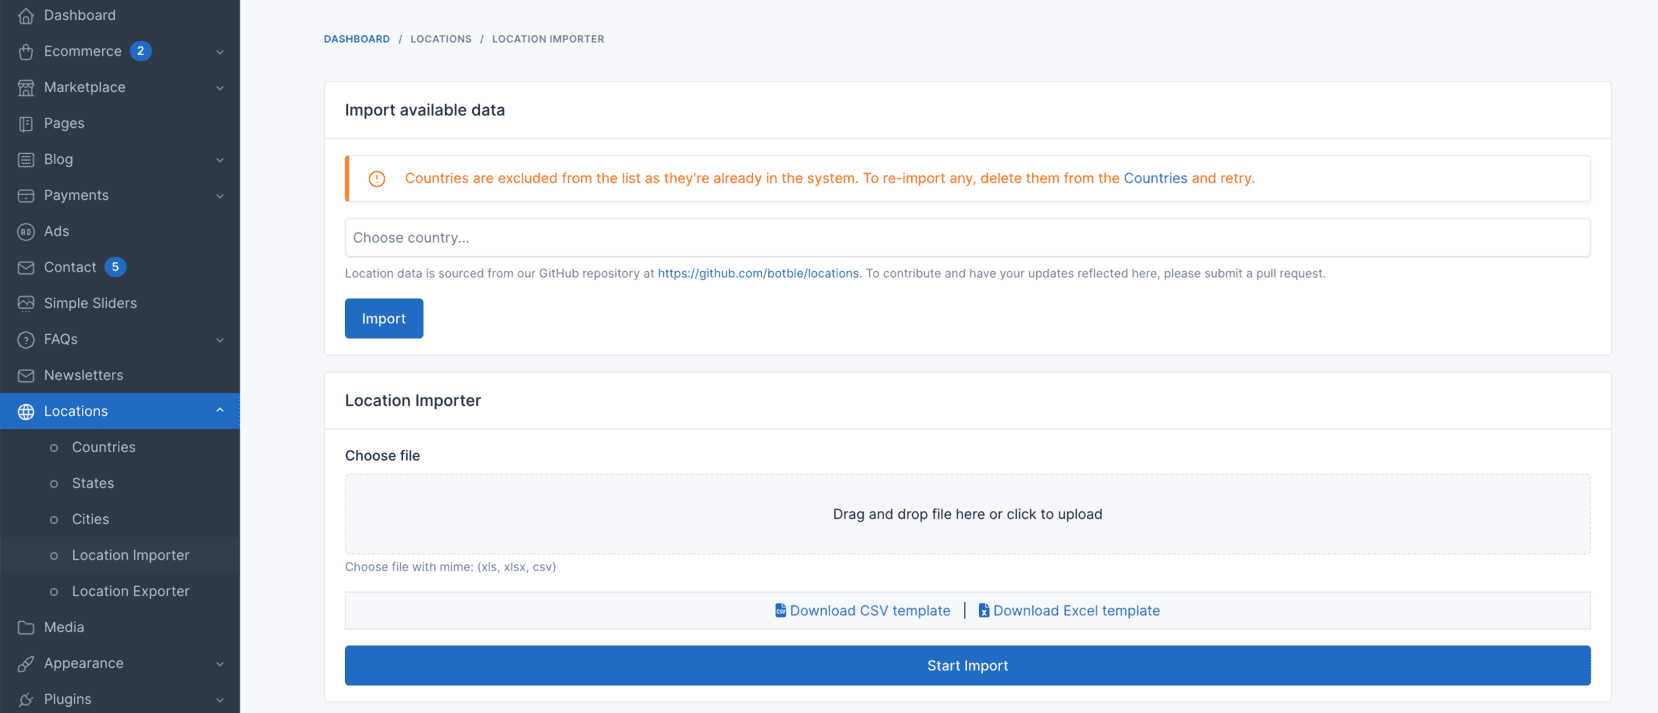 Dashboard
Ecommerce 2
Marketplace
Pages
Blog
Payments
Ads
Contact 5
Simple Sliders
FAQs
Newsletters
Locations
Countries
States
Cities
Location Importer
Location Exporter
Media
Appearance
Plugins
DASHBOARD / LOCATIONS / LOCATION IMPORTER
Import available data
Countries are excluded from the list as they're already in the system. To re-import any, delete them from the Countries and retry.
Choose country...
Location data is sourced from our GitHub repository at https://github.com/botble/locations. To contribute and have your updates reflected here, please submit a pull request.
Import
Location Importer
Choose file
Drag and drop file here or click to upload
Choose file with mime: (xls, xlsx, csv)
Download CSV template | Download Excel template
Start Import